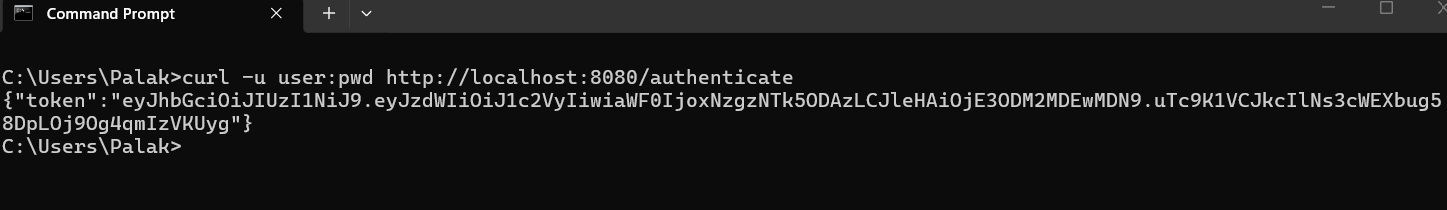 Command Prompt
C:\Users\Palak>curl -u user:pwd http://localhost:8080/authenticate
{"token":"eyJhbGciOiJIUzI1NiJ9.eyJzdWIiOiJ1c2VyIiwiaWF0IjoxNzgzNTk5ODAzLCJleHAiOjE3ODM2MDEwMDN9.uTc9K1VCJkcIlNs3cWEXbug5
8DpLOj9Og4qmIzVKUyg"}
C:\Users\Palak>